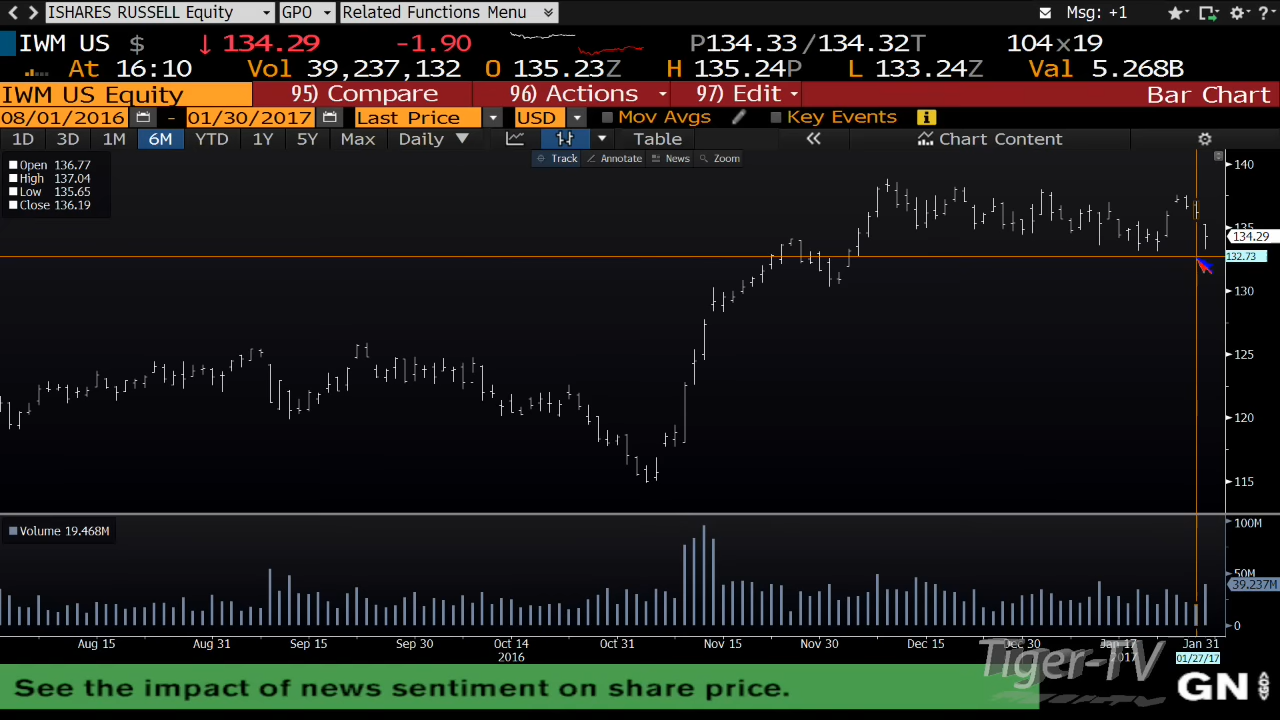 ISHARES RUSSELL Equity GPO Related Functions Menu Msg: +1 ?
IWM US $ ↓ 134.29 -1.90 P134.33/134.32T 104x19
At 16:10 Vol 39,237,132 O 135.23Z H 135.24P L 133.24Z Val 5.268B
IWM US Equity 95) Compare 96) Actions 97) Edit Bar Chart
08/01/2016 - 01/30/2017 Last Price USD Mov Avgs Key Events i
1D 3D 1M 6M YTD 1Y 5Y Max Daily ▼ Table « Chart Content
Track Annotate News Zoom
Open 136.77
High 137.04
Low 135.65
Close 136.19
140
135
134.29
132.73
130
125
120
115
Volume 19.468M
100M
50M
39.237M
0
Aug 15 Aug 31 Sep 15 Sep 30 Oct 14 Oct 31 Nov 15 Nov 30 Dec 15 Dec 30 Jan 17 Jan 31
2016 2017 01/27/17
Tiger-TV
See the impact of news sentiment on share price.
GN <GO>